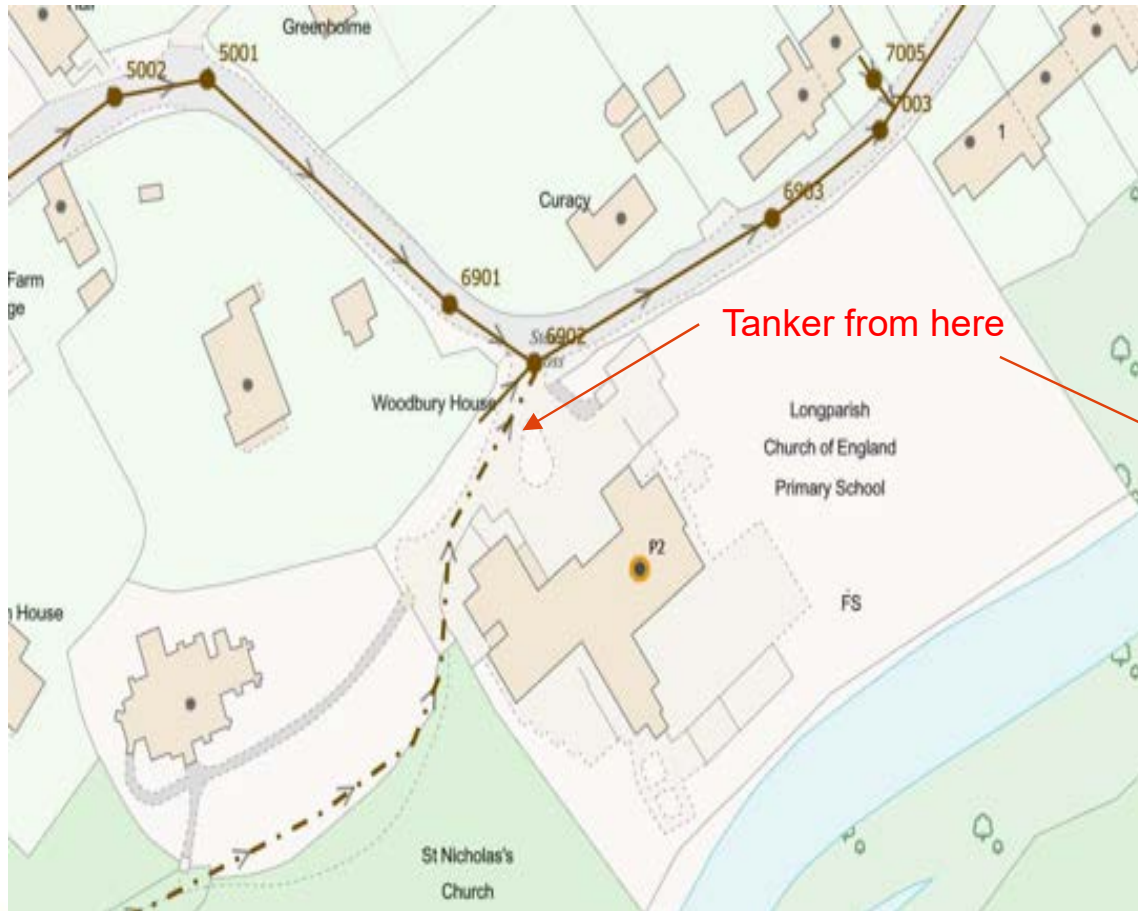 Greenholme
5001
5002
7005
7003
1
Curacy
6903
Farm
ge
6901
Tanker from here
6902
Woodbury House
Longparish
Church of England
Primary School
P2
FS
House
St Nicholas's
Church